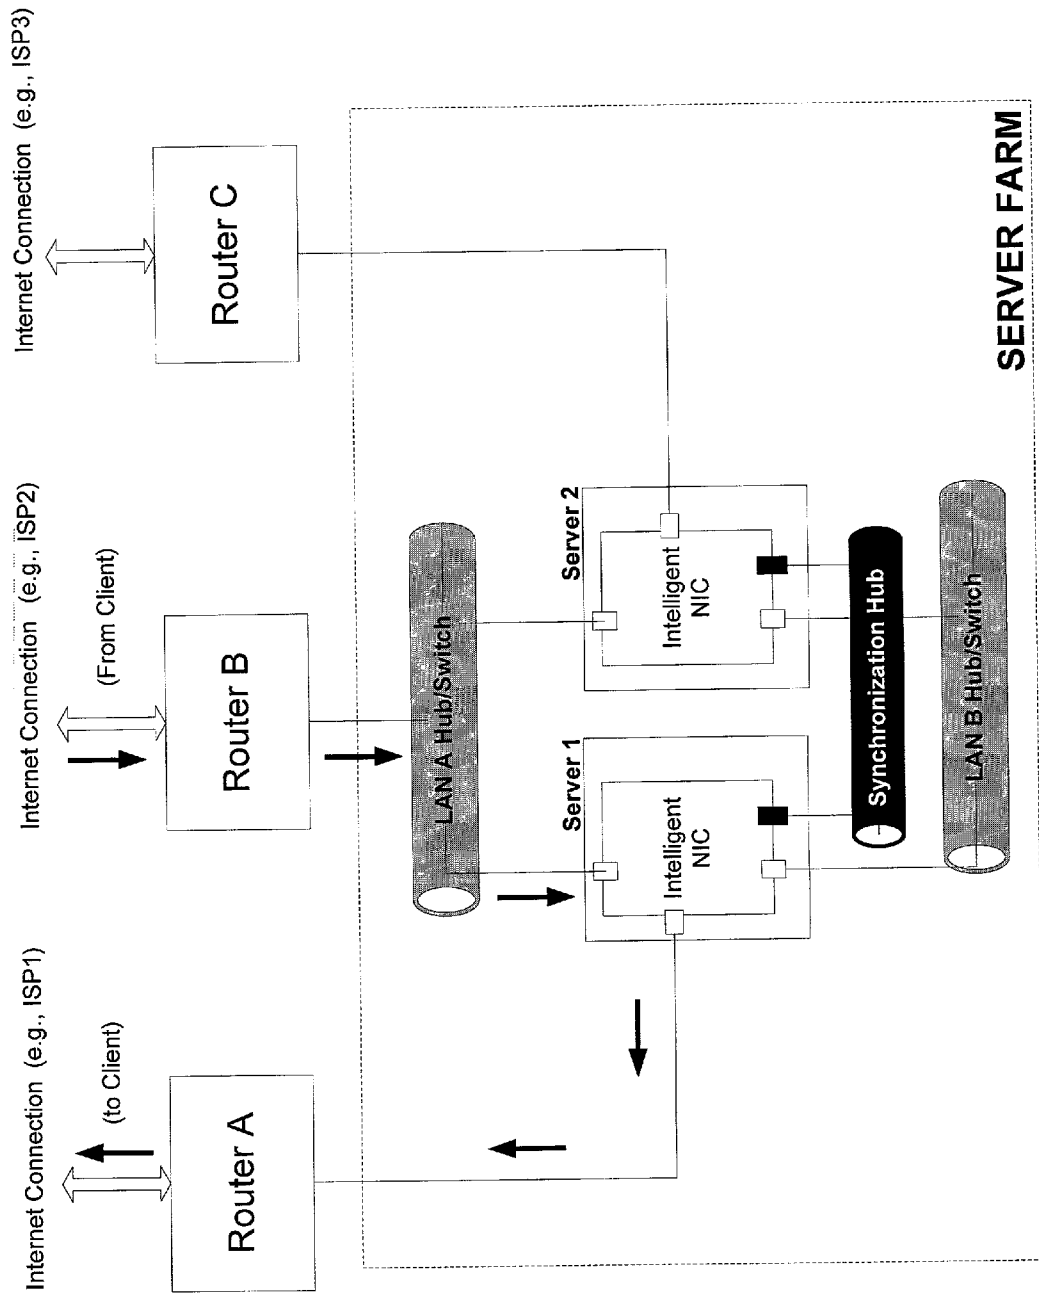 Internet Connection (e.g., ISP1)
(to Client)
Router A
Internet Connection (e.g., ISP2)
(From Client)
Router B
Internet Connection (e.g., ISP3)
Router C
LAN A Hub/Switch
Server 1
Intelligent
NIC
Server 2
Intelligent
NIC
Synchronization Hub
LAN B Hub/Switch
SERVER FARM